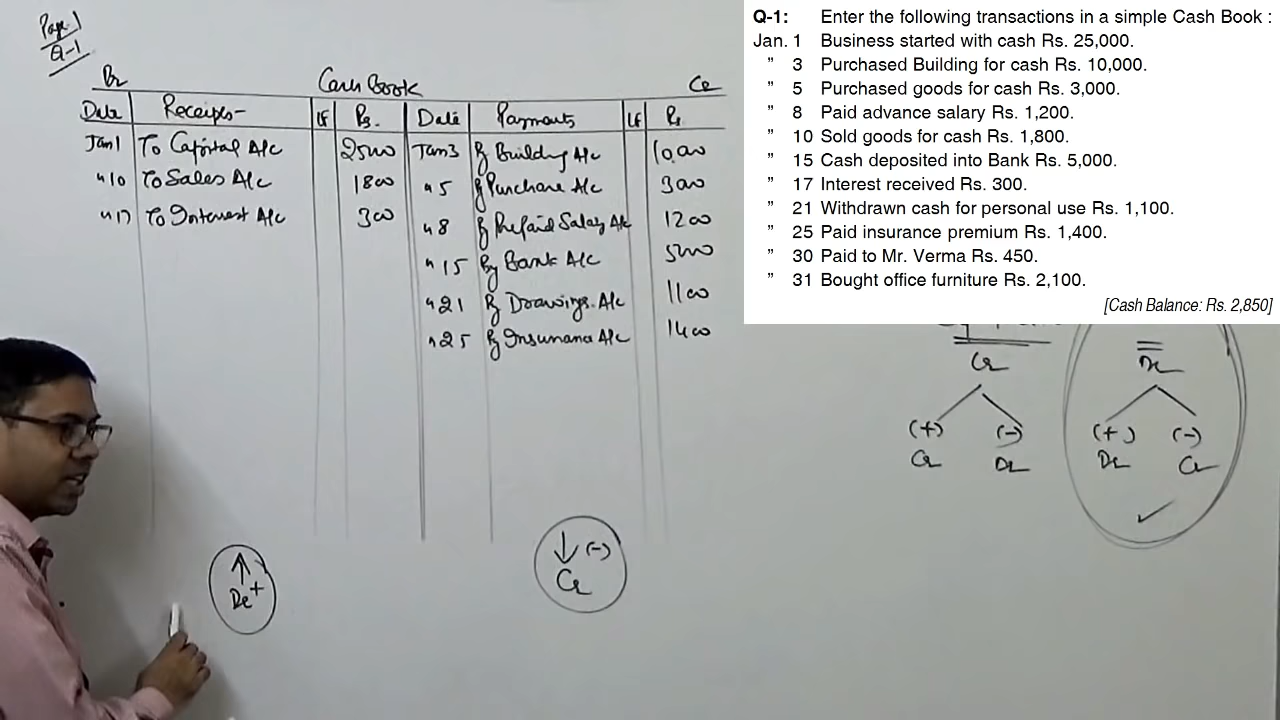 Page 1
Q-1
Q-1: Enter the following transactions in a simple Cash Book :
Jan. 1 Business started with cash Rs. 25,000.
” 3 Purchased Building for cash Rs. 10,000.
” 5 Purchased goods for cash Rs. 3,000.
” 8 Paid advance salary Rs. 1,200.
” 10 Sold goods for cash Rs. 1,800.
” 15 Cash deposited into Bank Rs. 5,000.
” 17 Interest received Rs. 300.
” 21 Withdrawn cash for personal use Rs. 1,100.
” 25 Paid insurance premium Rs. 1,400.
” 30 Paid to Mr. Verma Rs. 450.
” 31 Bought office furniture Rs. 2,100.
[Cash Balance: Rs. 2,850]
Dr Cash Book Cr
Date Receipts LF Rs. Date Payments LF Rs
Jan 1 To Capital A/c 25000 Jan 3 By Building A/c 10,000
" 10 To Sales A/c 1800 " 5 By Purchase A/c 3000
" 17 To Interest A/c 300 " 8 By Prepaid Salary A/c 1200
" 15 By Bank A/c 5000
" 21 By Drawings A/c 1100
" 25 By Insurance A/c 1400
↑
Dr +
↓ (-)
Cr
Cr Dr
(+) (-) (+) (-)
Cr Dr Dr Cr